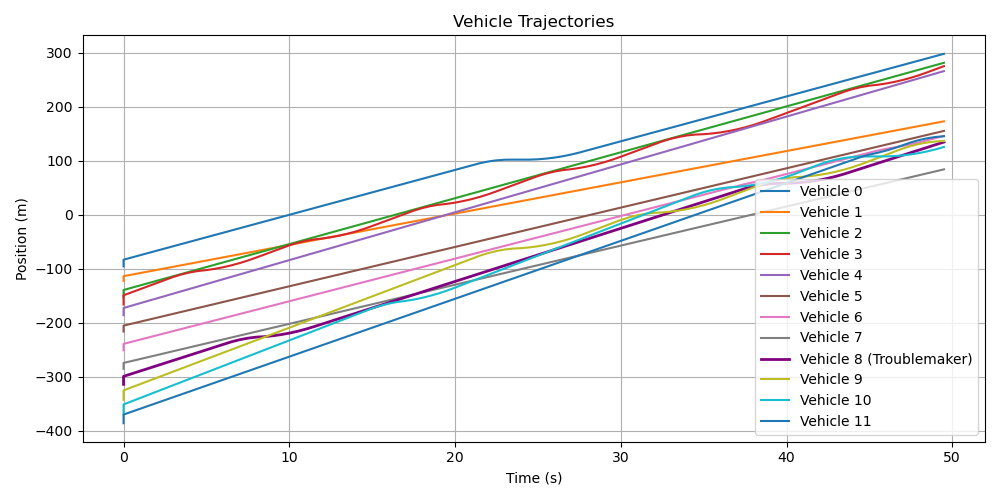 Vehicle Trajectories
Position (m)
300
200
100
0
−100
−200
−300
−400
Vehicle 0
Vehicle 1
Vehicle 2
Vehicle 3
Vehicle 4
Vehicle 5
Vehicle 6
Vehicle 7
Vehicle 8 (Troublemaker)
Vehicle 9
Vehicle 10
Vehicle 11
0 10 20 30 40 50
Time (s)